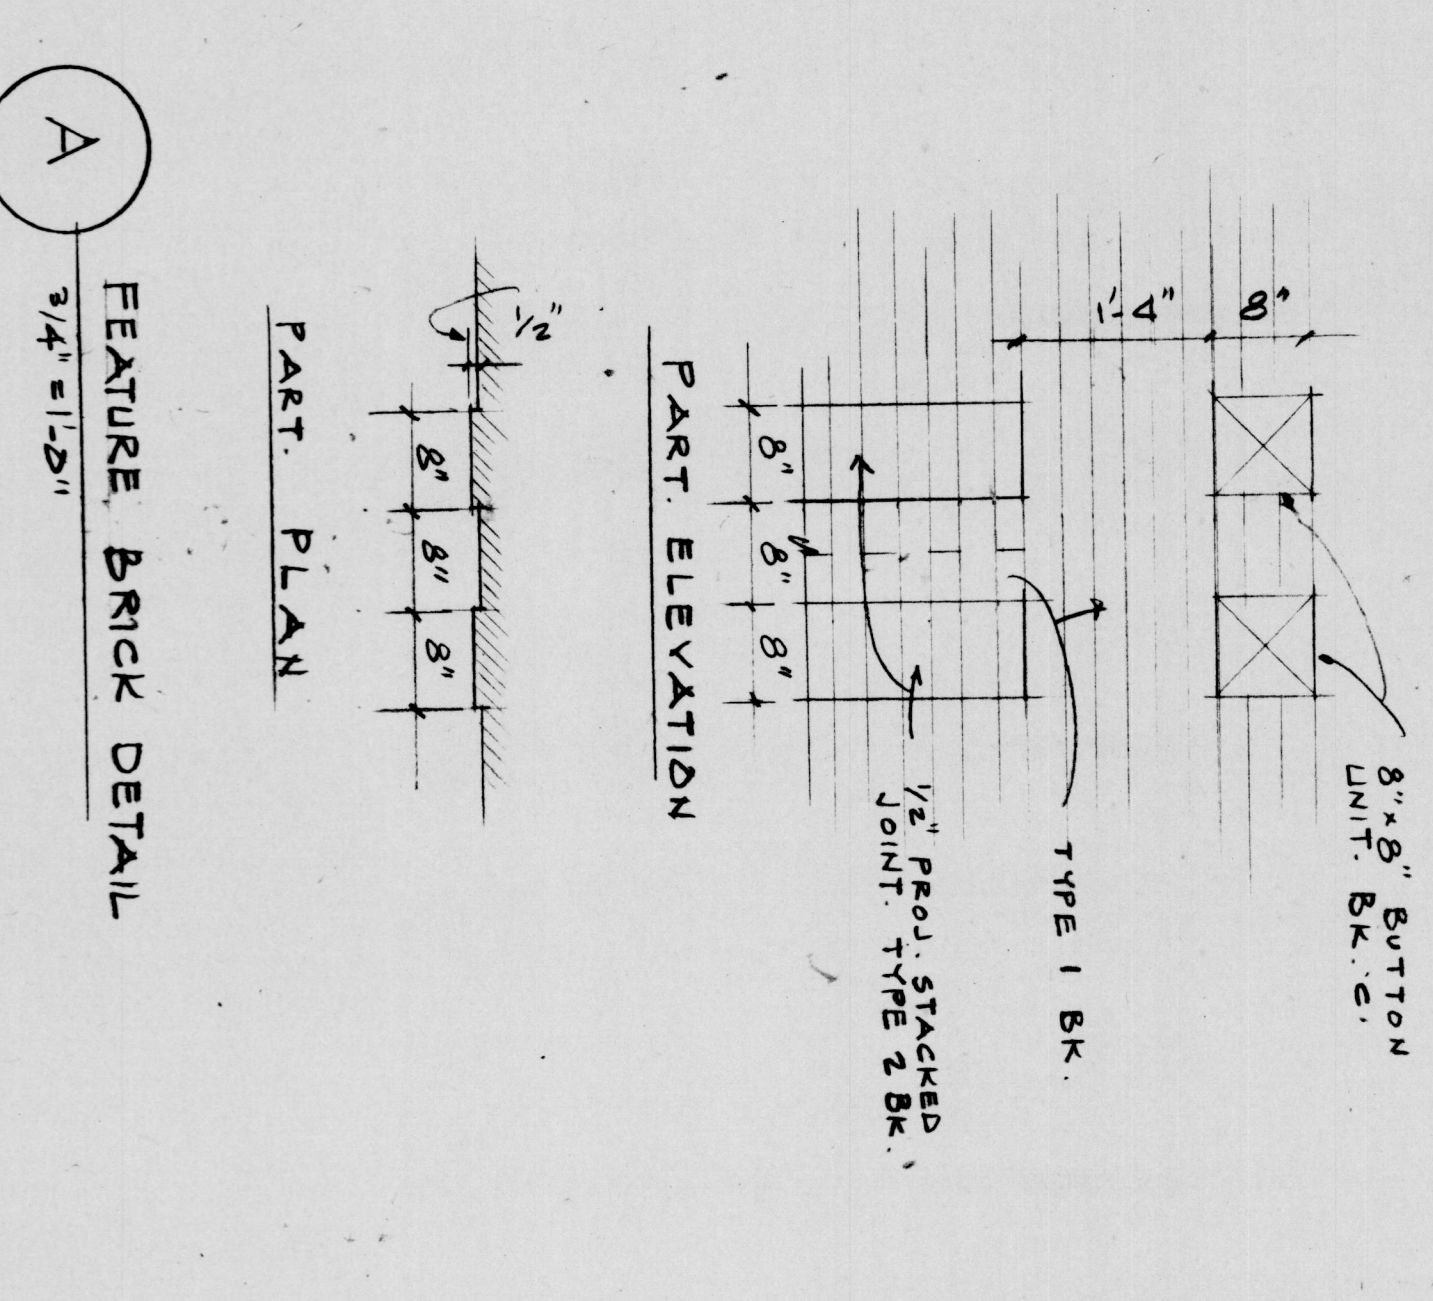 8"
1'-4"
8"x8" BUTTON
UNIT. BK. 'C.
TYPE 1 BK.
1/2" PROJ. STACKED
JOINT. TYPE 2 BK.
8"
8"
8"
PART. ELEVATION
1/2"
8"
8"
8"
PART. PLAN
A
FEATURE BRICK DETAIL
3/4" = 1'-0"